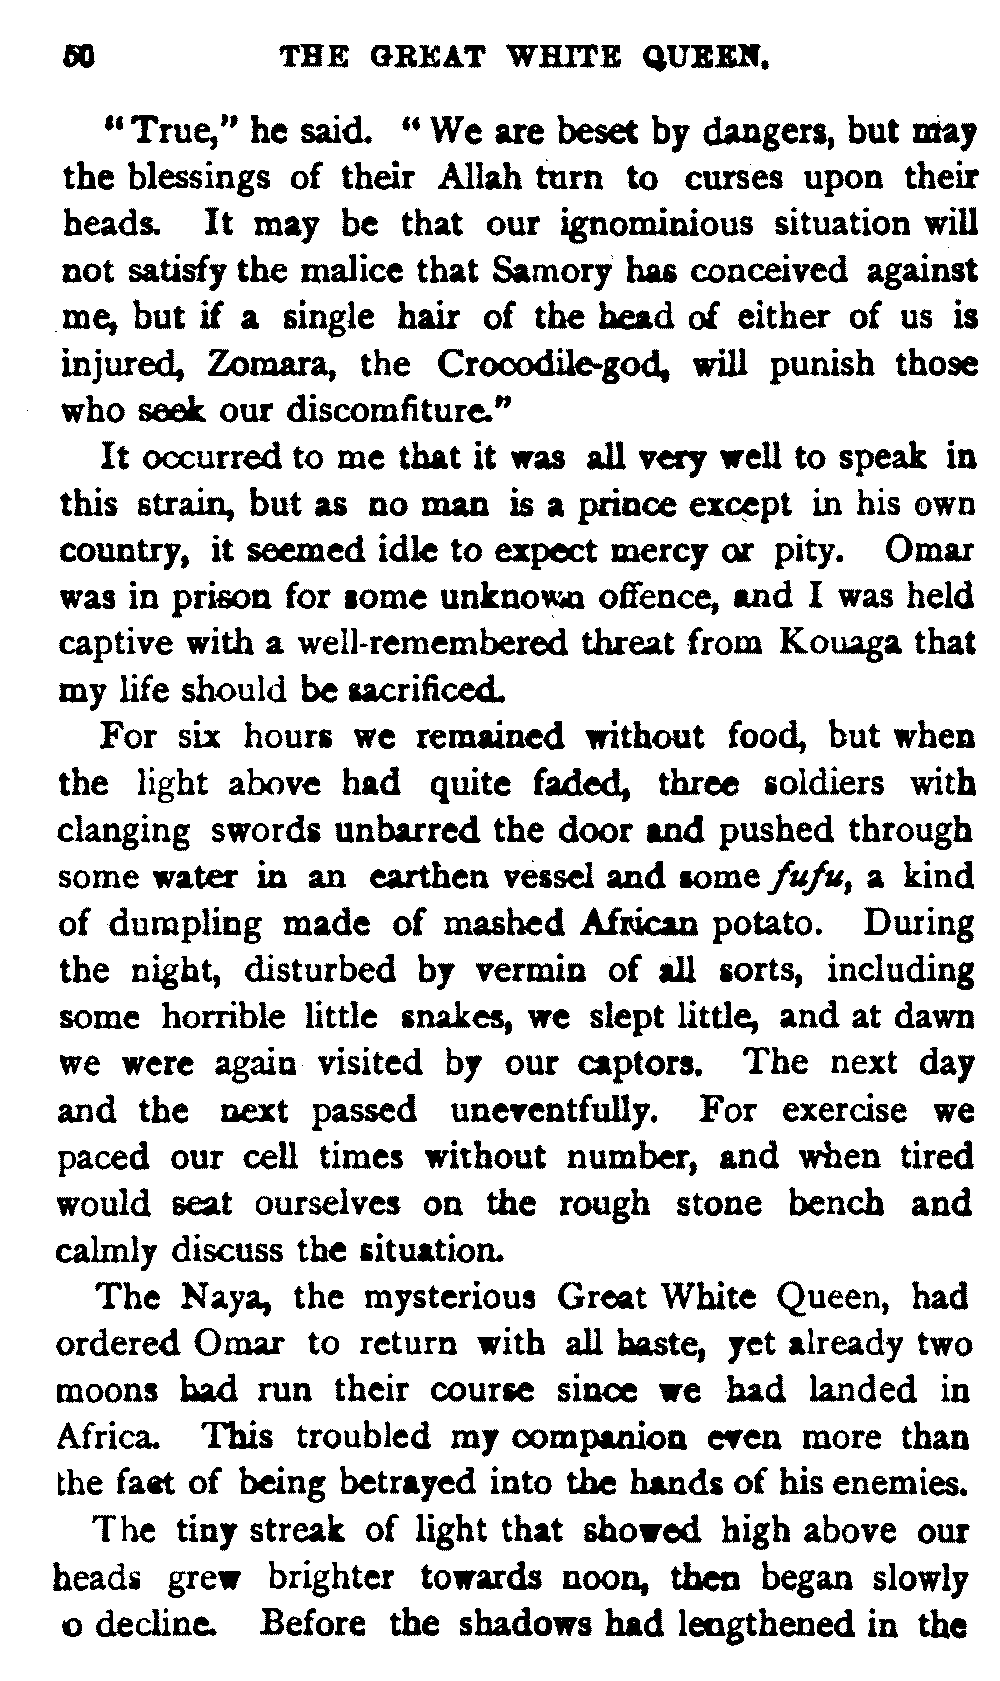 50 THE GREAT WHITE QUEEN.
“True,” he said. “We are beset by dangers, but may
the blessings of their Allah turn to curses upon their
heads. It may be that our ignominious situation will
not satisfy the malice that Samory has conceived against
me, but if a single hair of the head of either of us is
injured, Zomara, the Crocodile-god, will punish those
who seek our discomfiture.”
It occurred to me that it was all very well to speak in
this strain, but as no man is a prince except in his own
country, it seemed idle to expect mercy or pity. Omar
was in prison for some unknown offence, and I was held
captive with a well-remembered threat from Kouaga that
my life should be sacrificed.
For six hours we remained without food, but when
the light above had quite faded, three soldiers with
clanging swords unbarred the door and pushed through
some water in an earthen vessel and some fufu, a kind
of dumpling made of mashed African potato. During
the night, disturbed by vermin of all sorts, including
some horrible little snakes, we slept little, and at dawn
we were again visited by our captors. The next day
and the next passed uneventfully. For exercise we
paced our cell times without number, and when tired
would seat ourselves on the rough stone bench and
calmly discuss the situation.
The Naya, the mysterious Great White Queen, had
ordered Omar to return with all haste, yet already two
moons had run their course since we had landed in
Africa. This troubled my companion even more than
the fact of being betrayed into the hands of his enemies.
The tiny streak of light that showed high above our
heads grew brighter towards noon, then began slowly
o decline. Before the shadows had lengthened in the